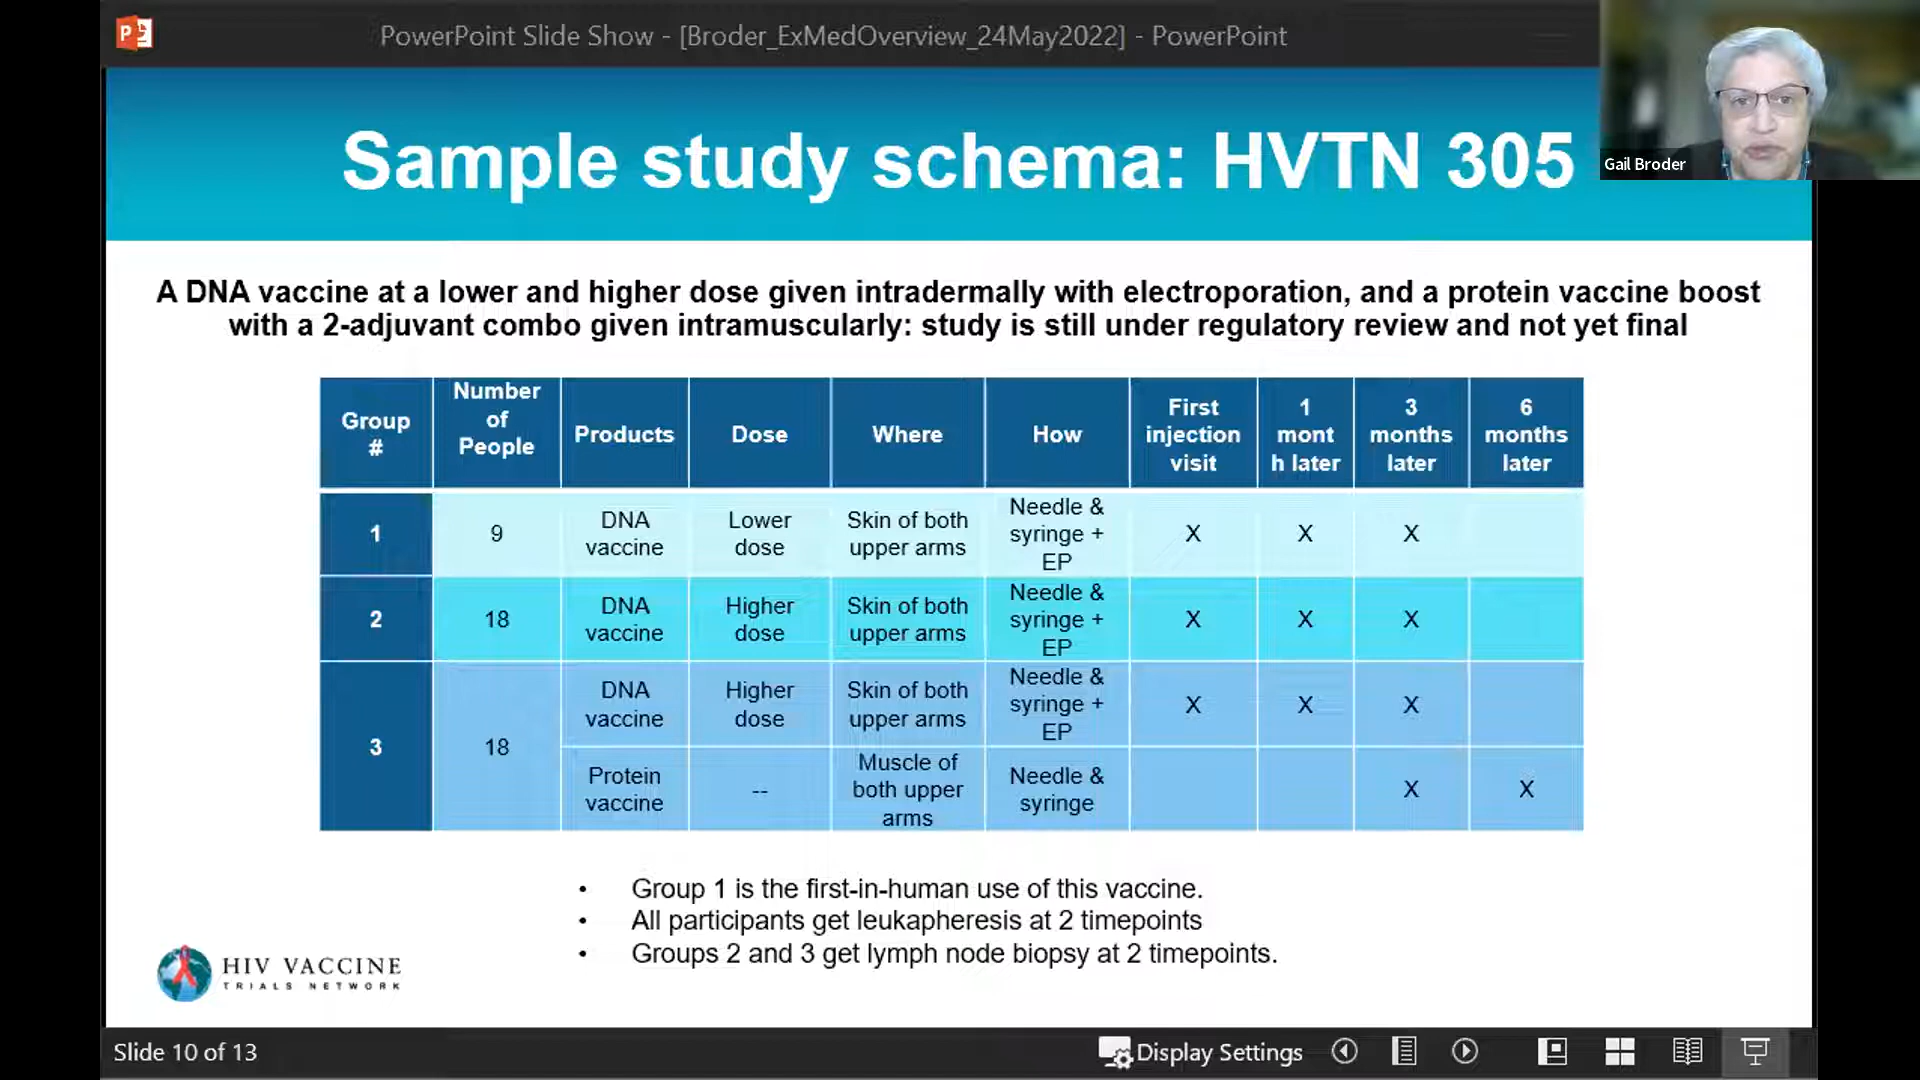 PowerPoint Slide Show - [Broder_ExMedOverview_24May2022] - PowerPoint
Gail Broder
Sample study schema: HVTN 305
A DNA vaccine at a lower and higher dose given intradermally with electroporation, and a protein vaccine boost
with a 2-adjuvant combo given intramuscularly: study is still under regulatory review and not yet final
Group
#
Number
of
People
Products
Dose
Where
How
First
injection
visit
1
mont
h later
3
months
later
6
months
later
1
9
DNA
vaccine
Lower
dose
Skin of both
upper arms
Needle &
syringe +
EP
X
X
X
2
18
DNA
vaccine
Higher
dose
Skin of both
upper arms
Needle &
syringe +
EP
X
X
X
3
18
DNA
vaccine
Higher
dose
Skin of both
upper arms
Needle &
syringe +
EP
X
X
X
Protein
vaccine
--
Muscle of
both upper
arms
Needle &
syringe
X
X
• Group 1 is the first-in-human use of this vaccine.
• All participants get leukapheresis at 2 timepoints
• Groups 2 and 3 get lymph node biopsy at 2 timepoints.
HIV VACCINE
TRIALS NETWORK
Slide 10 of 13
Display Settings